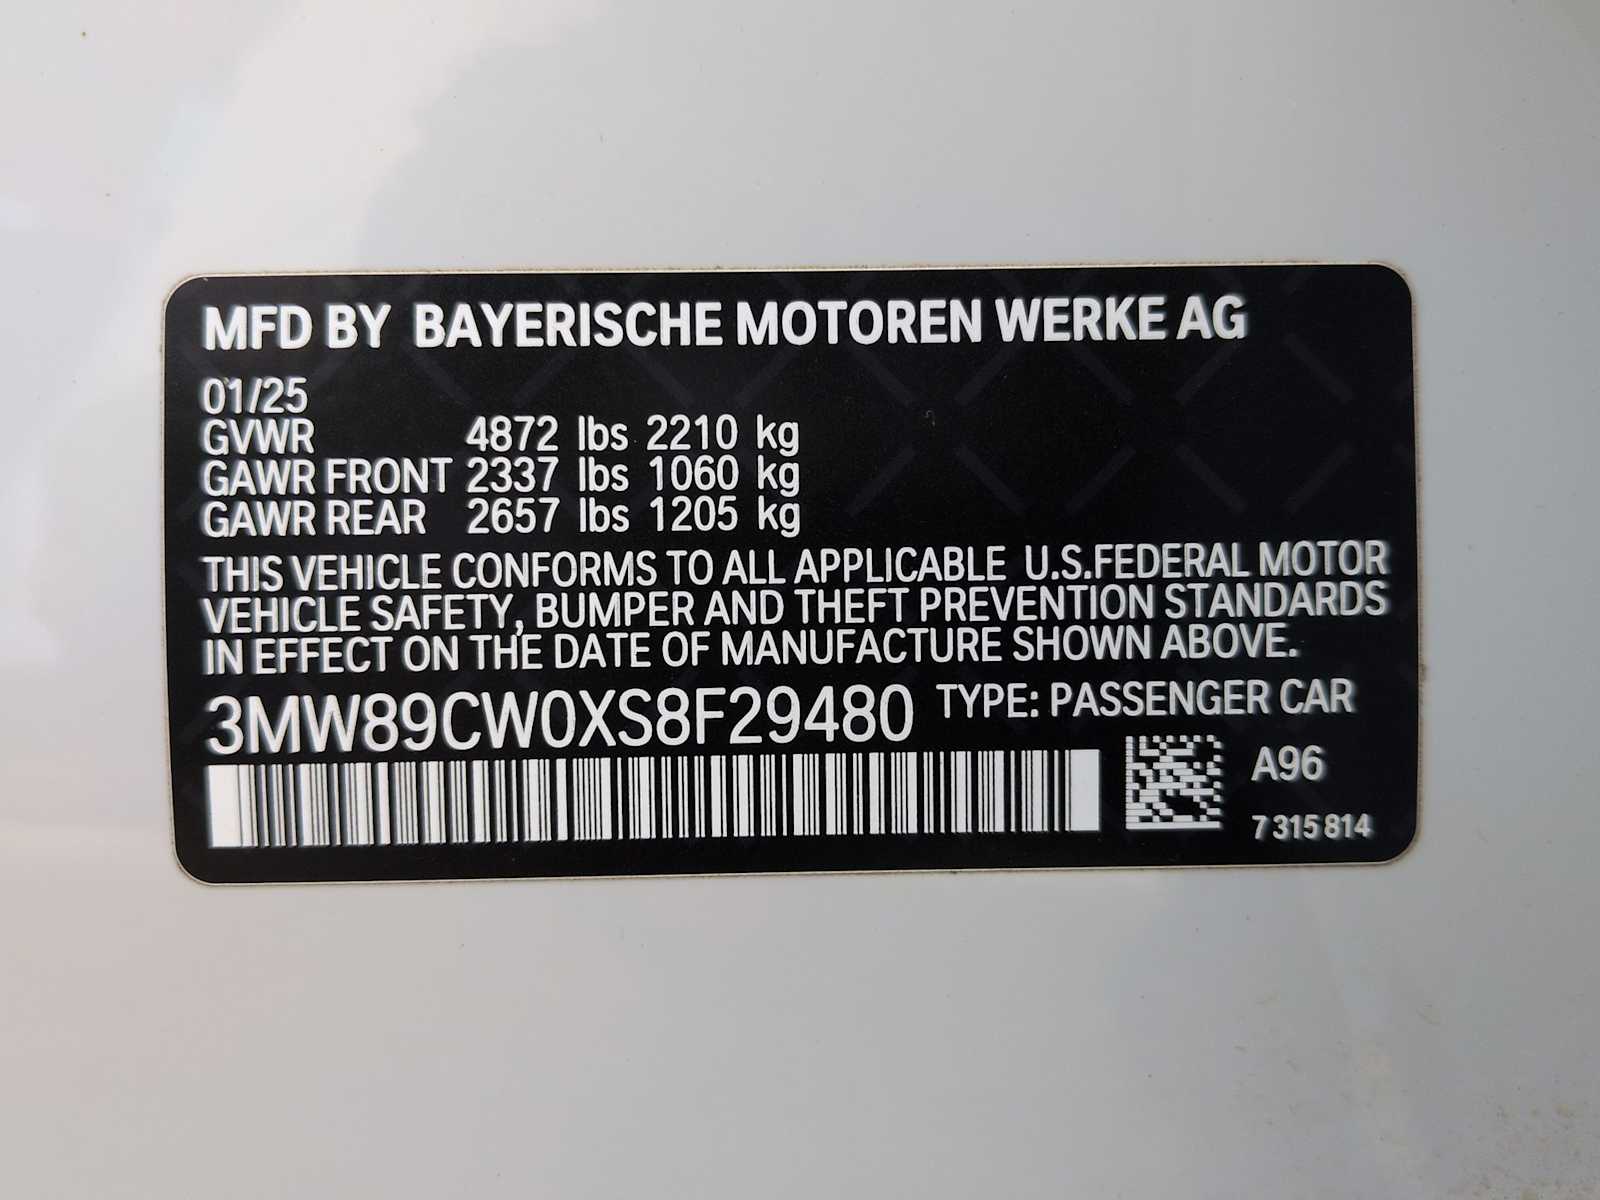 MFD BY BAYERISCHE MOTOREN WERKE AG
01/25
GVWR 4872 lbs 2210 kg
GAWR FRONT 2337 lbs 1060 kg
GAWR REAR 2657 lbs 1205 kg
THIS VEHICLE CONFORMS TO ALL APPLICABLE U.S.FEDERAL MOTOR
VEHICLE SAFETY, BUMPER AND THEFT PREVENTION STANDARDS
IN EFFECT ON THE DATE OF MANUFACTURE SHOWN ABOVE.
3MW89CW0XS8F29480 TYPE: PASSENGER CAR
A96
7 315 814